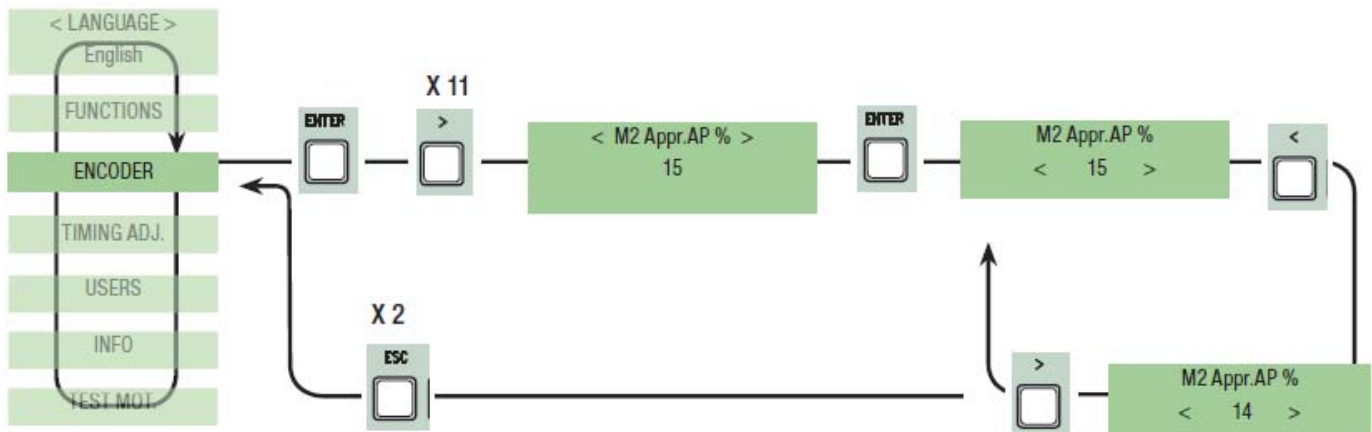 < LANGUAGE >
English
FUNCTIONS
ENCODER
TIMING ADJ.
USERS
INFO
TEST MOT.
ENTER
X 11
>
< M2 Appr.AP % >
15
ENTER
M2 Appr.AP %
< 15 >
<
X 2
ESC
>
M2 Appr.AP %
< 14 >